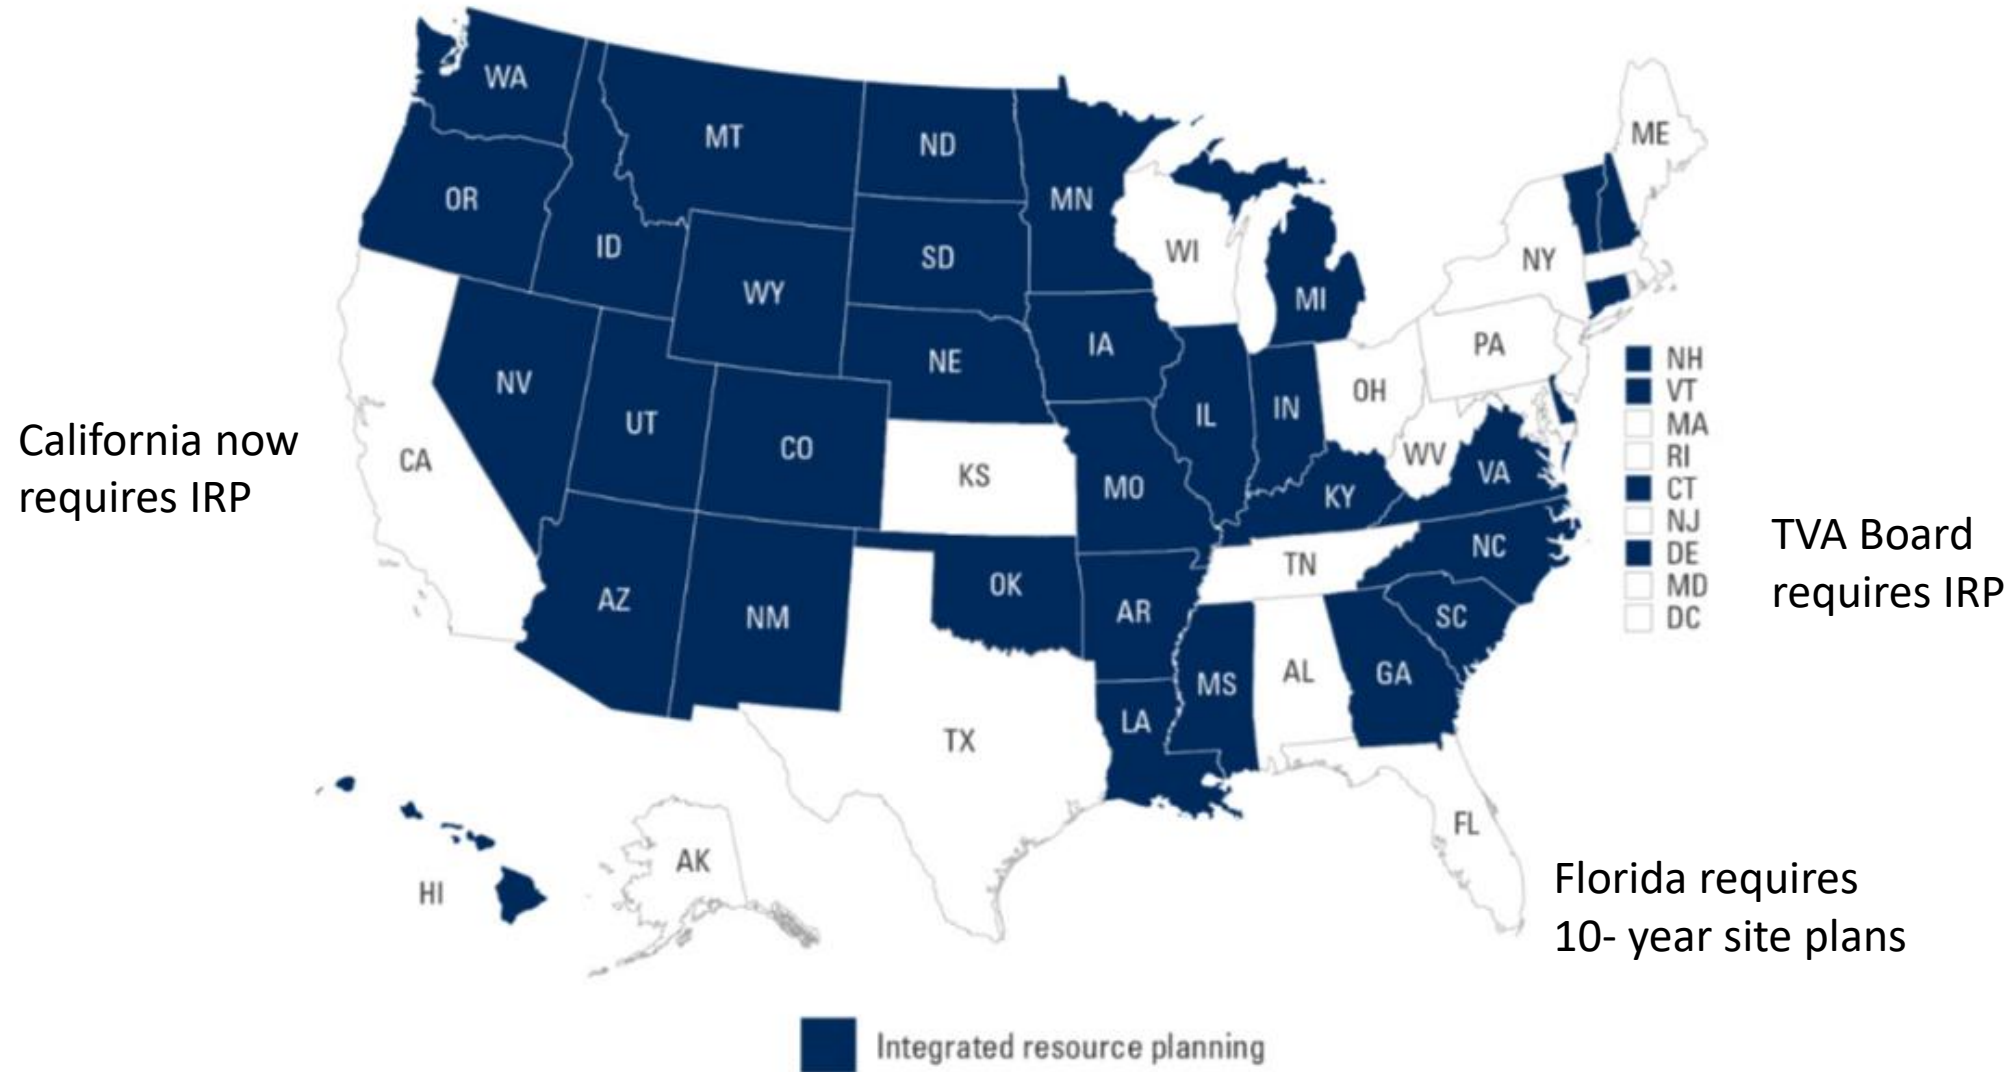 WA
MT
ND
MN
ME
OR
ID
SD
WI
NY
WY
MI
NE
IA
PA
NH
NV
VT
UT
CO
IL
IN
OH
MA
California now
requires IRP
CA
KS
MO
KY
WV
VA
RI
CT
NJ
DE
MD
DC
TVA Board
requires IRP
AZ
NM
OK
AR
TN
NC
SC
MS
AL
GA
LA
TX
FL
HI
AK
Florida requires
10- year site plans
Integrated resource planning